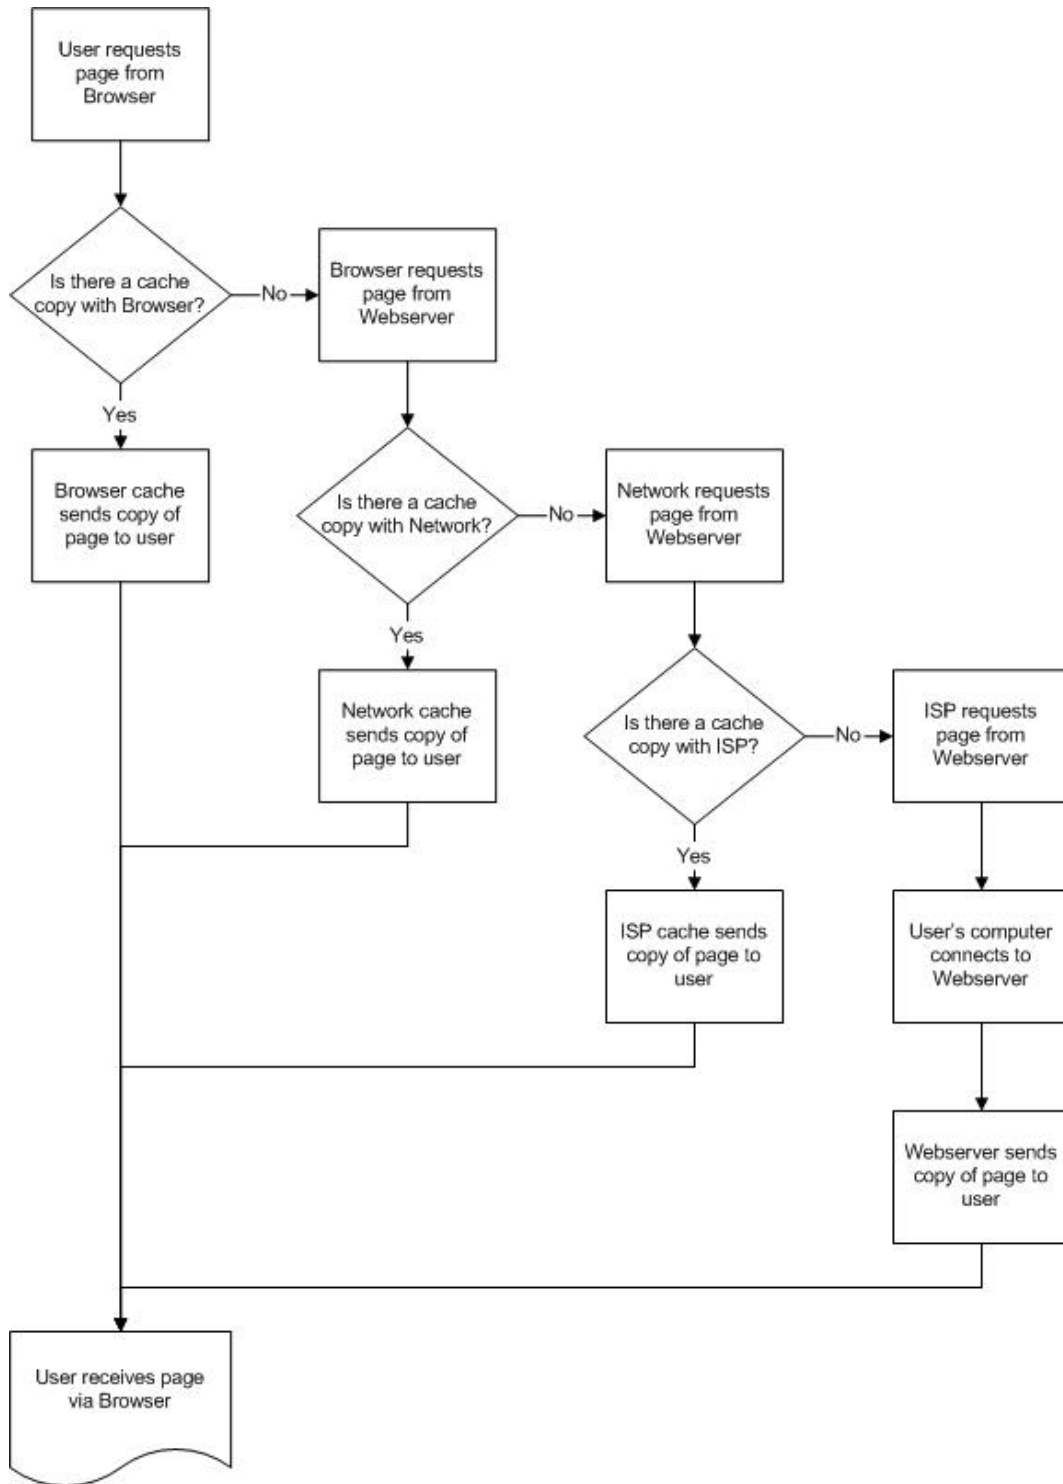 User requests
page from
Browser
Is there a cache
copy with Browser?
No
Browser requests
page from
Webserver
Yes
Browser cache
sends copy of
page to user
Is there a cache
copy with Network?
No
Network requests
page from
Webserver
Yes
Network cache
sends copy of
page to user
Is there a cache
copy with ISP?
No
ISP requests
page from
Webserver
Yes
ISP cache sends
copy of page to
user
User's computer
connects to
Webserver
Webserver sends
copy of page to
user
User receives page
via Browser